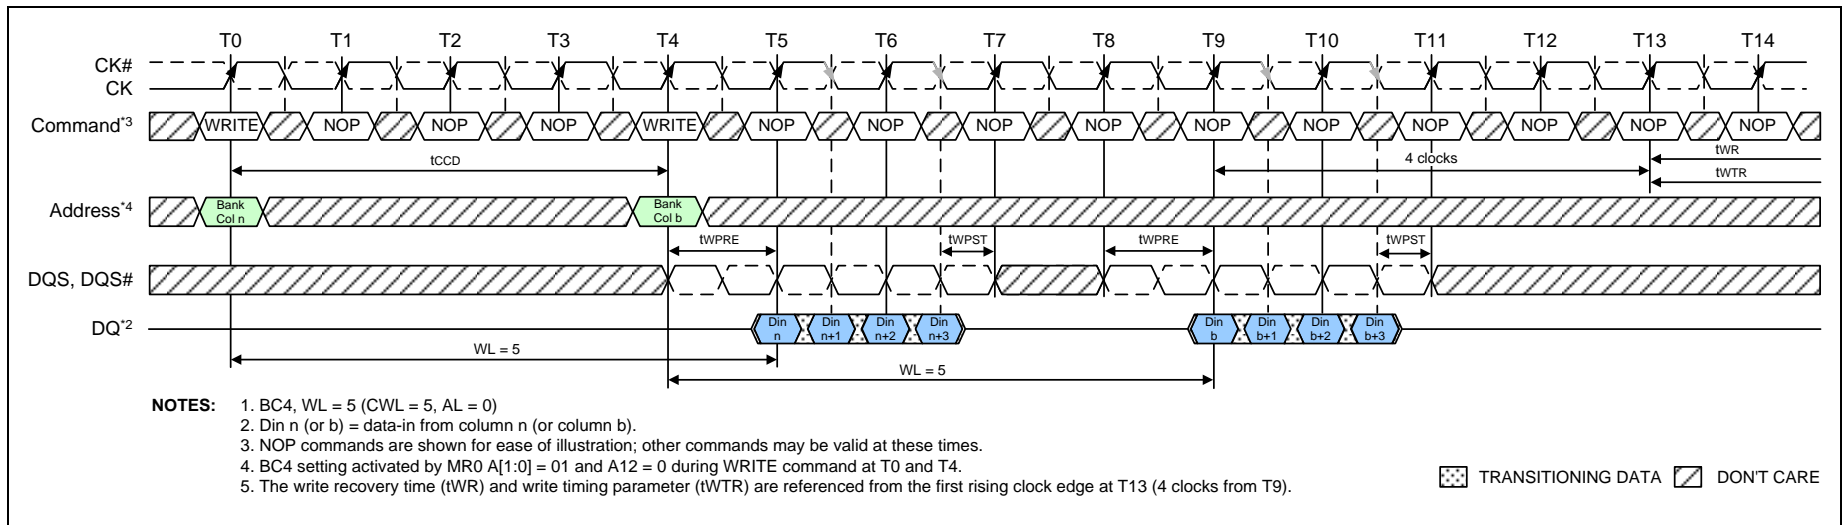 T0 T1 T2 T3 T4 T5 T6 T7 T8 T9 T10 T11 T12 T13 T14
CK#
CK
Command*3 WRITE NOP NOP NOP WRITE NOP NOP NOP NOP NOP NOP NOP NOP NOP NOP
tCCD 4 clocks tWR
tWTR
Address*4 Bank Col n Bank Col b
tWPRE tWPST tWPRE tWPST
DQS, DQS#
DQ*2 Din n Din n+1 Din n+2 Din n+3 Din b Din b+1 Din b+2 Din b+3
WL = 5
WL = 5
NOTES: 1. BC4, WL = 5 (CWL = 5, AL = 0)
2. Din n (or b) = data-in from column n (or column b).
3. NOP commands are shown for ease of illustration; other commands may be valid at these times.
4. BC4 setting activated by MR0 A[1:0] = 01 and A12 = 0 during WRITE command at T0 and T4.
5. The write recovery time (tWR) and write timing parameter (tWTR) are referenced from the first rising clock edge at T13 (4 clocks from T9).
TRANSITIONING DATA DON'T CARE